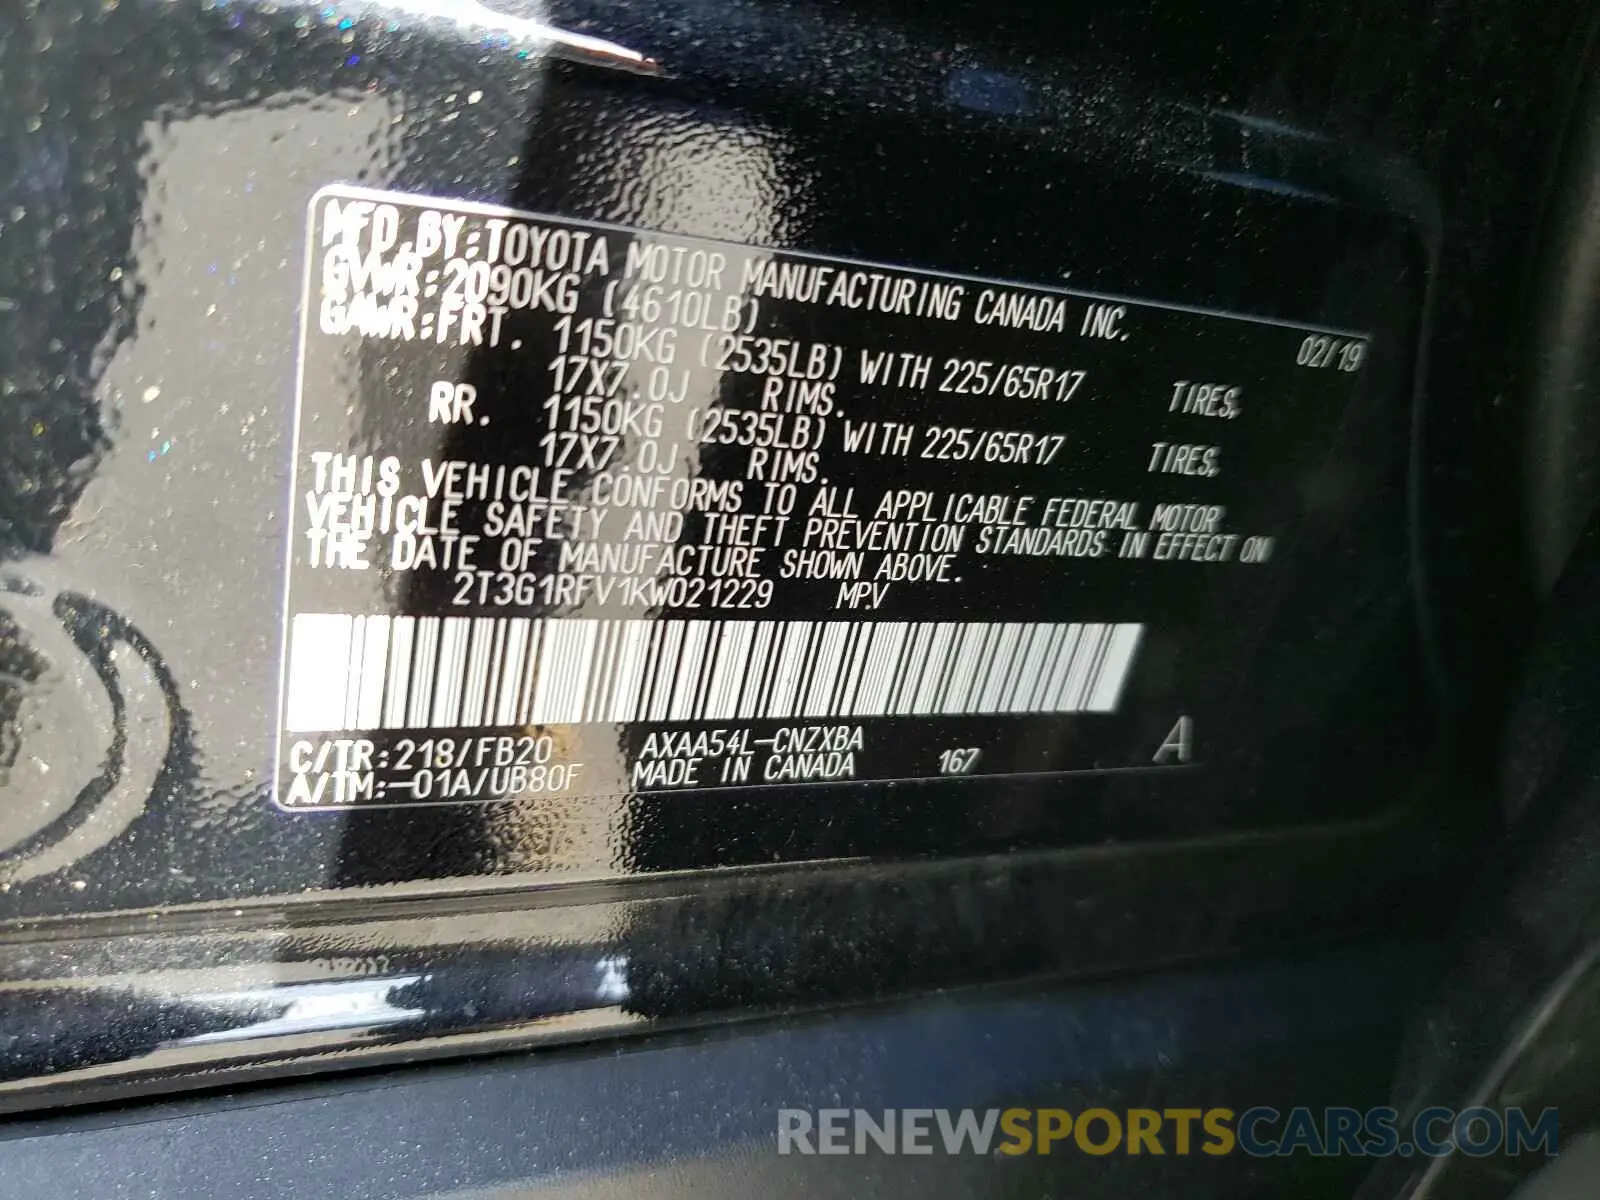 MFD.BY:TOYOTA MOTOR MANUFACTURING CANADA INC.
GVWR:2090KG (4610LB) 02/19
GAWR:FRT. 1150KG (2535LB) WITH 225/65R17 TIRES,
17X7.0J RIMS.
RR. 1150KG (2535LB) WITH 225/65R17 TIRES,
17X7.0J RIMS.
THIS VEHICLE CONFORMS TO ALL APPLICABLE FEDERAL MOTOR
VEHICLE SAFETY AND THEFT PREVENTION STANDARDS IN EFFECT ON
THE DATE OF MANUFACTURE SHOWN ABOVE.
2T3G1RFV1KW021229 MPV
C/TR:218/FB20 AXAA54L-CNZXBA 167 A
A/TM:-01A/UB80F MADE IN CANADA
RENEWSPORTSCARS.COM